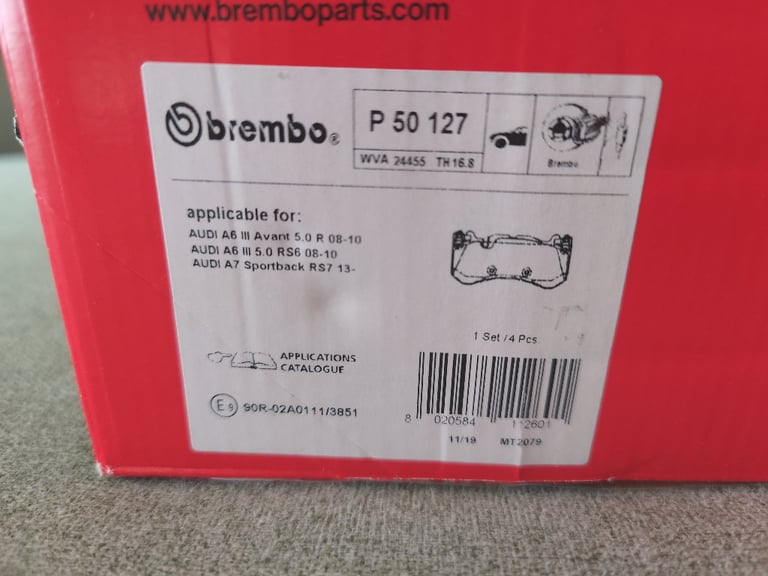 www.bremboparts.com
brembo®
P 50 127
WVA 24455 TH 16.8
Brembo
applicable for:
AUDI A6 III Avant 5.0 R 08-10
AUDI A6 III 5.0 RS6 08-10
AUDI A7 Sportback RS7 13-
1 Set / 4 Pcs.
APPLICATIONS
CATALOGUE
E9 90R-02A0111/3851
8 020584 112601
11/19 MT2079